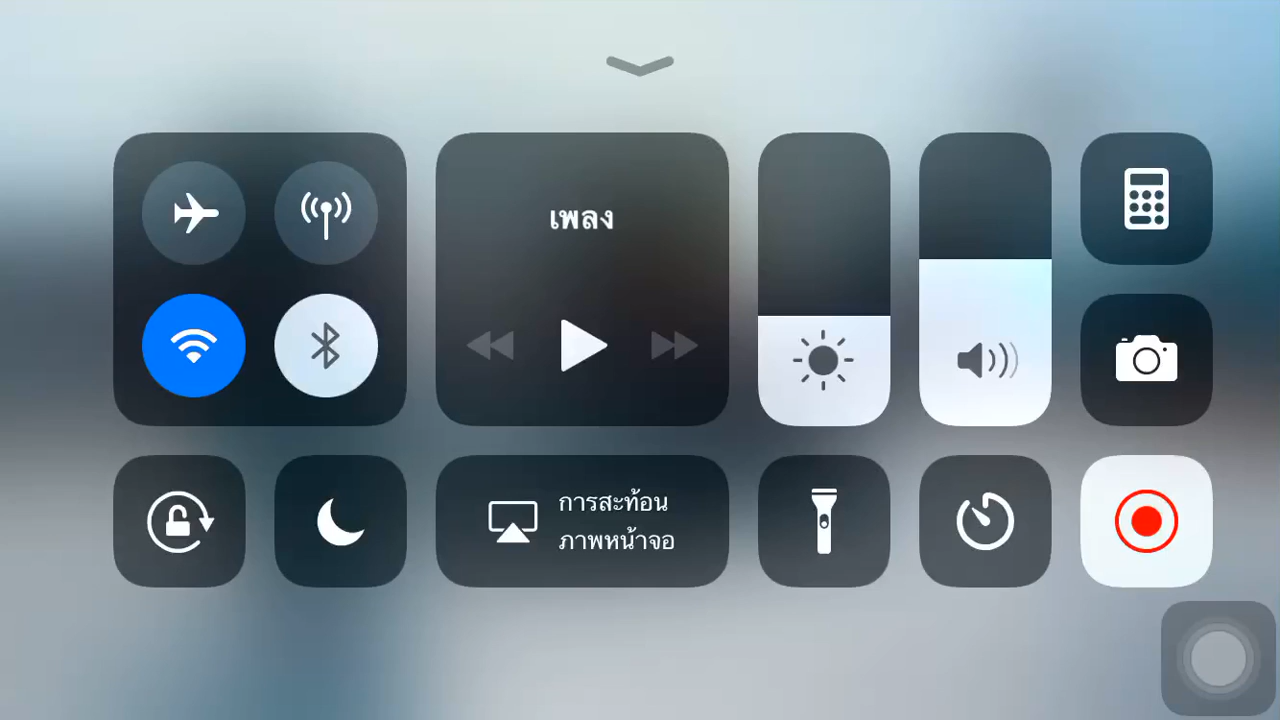 เพลง
การสะท้อน
ภาพหน้าจอ